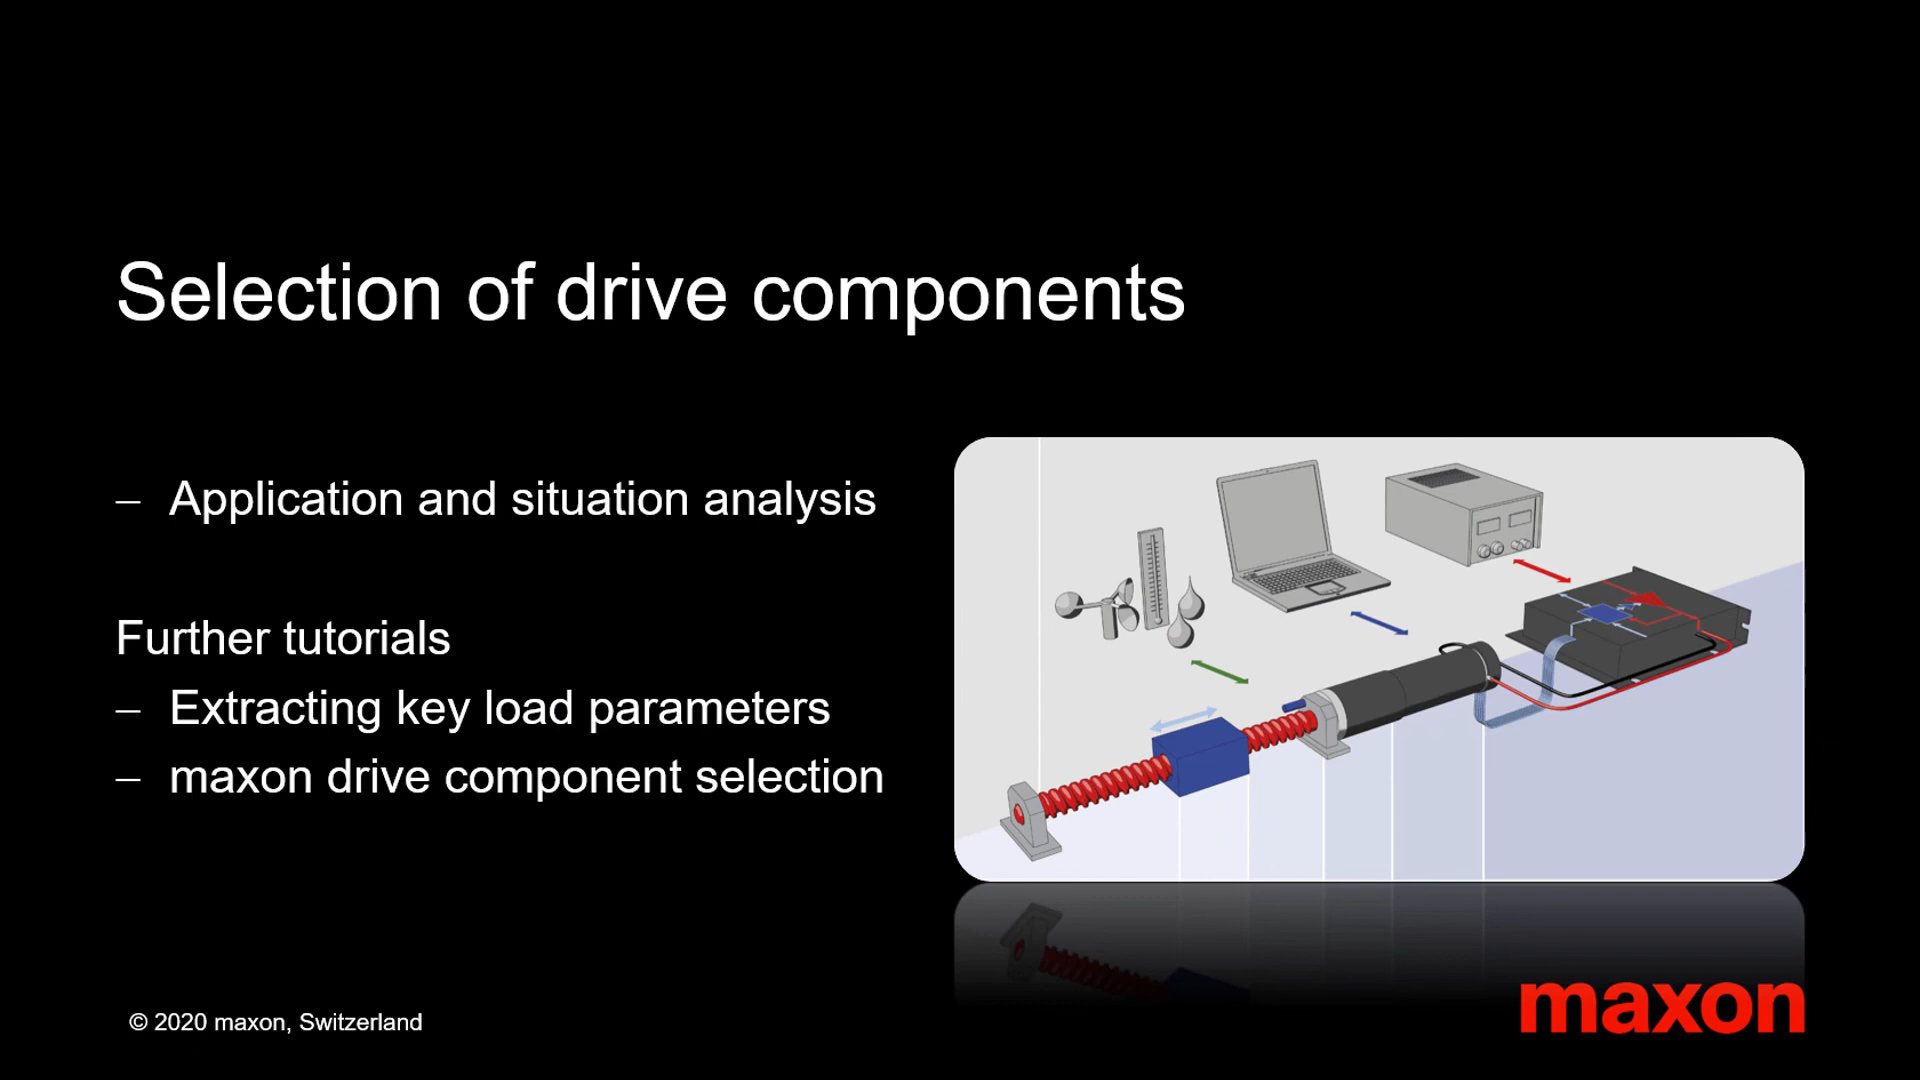 Selection of drive components
– Application and situation analysis
Further tutorials
– Extracting key load parameters
– maxon drive component selection
© 2020 maxon, Switzerland
maxon